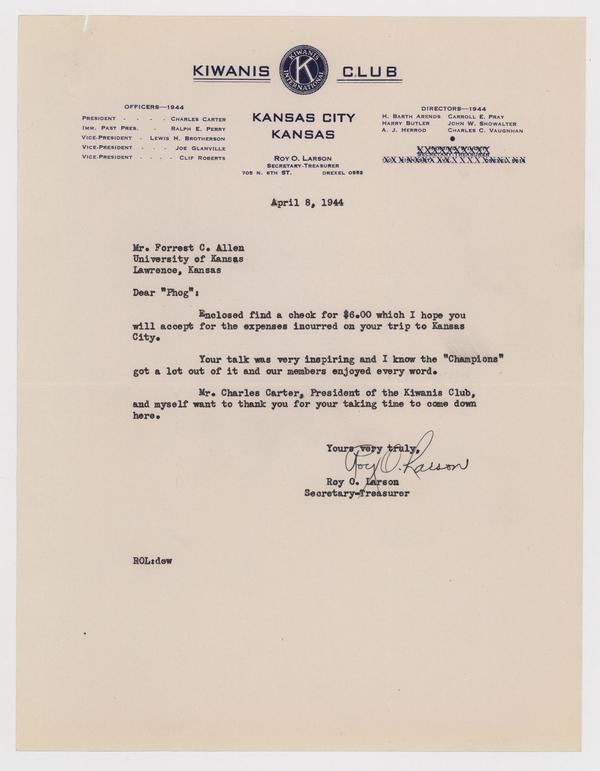 KIWANIS CLUB
KIWANIS
K
INTERNATIONAL
OFFICERS—1944
PRESIDENT - - - - CHARLES CARTER
IMM. PAST PRES. - RALPH E. PERRY
VICE-PRESIDENT - LEWIS H. BROTHERSON
VICE-PRESIDENT - - - JOE GLANVILLE
VICE-PRESIDENT - - - - CLIF ROBERTS
KANSAS CITY
KANSAS
ROY O. LARSON
SECRETARY-TREASURER
705 N. 6TH ST. DREXEL 0552
DIRECTORS—1944
H. BARTH ARENDS CARROLL E. PRAY
HARRY BUTLER JOHN W. SHOWALTER
A. J. HERROD CHARLES C. VAUGHAN
SECRETARY-TREASURER
April 8, 1944
Mr. Forrest C. Allen
University of Kansas
Lawrence, Kansas
Dear "Phog":
Enclosed find a check for $6.00 which I hope you
will accept for the expenses incurred on your trip to Kansas
City.
Your talk was very inspiring and I know the "Champions"
got a lot out of it and our members enjoyed every word.
Mr. Charles Carter, President of the Kiwanis Club,
and myself want to thank you for your taking time to come down
here.
Yours very truly,
Roy O. Larson
Roy O. Larson
Secretary-Treasuror
ROL:dew